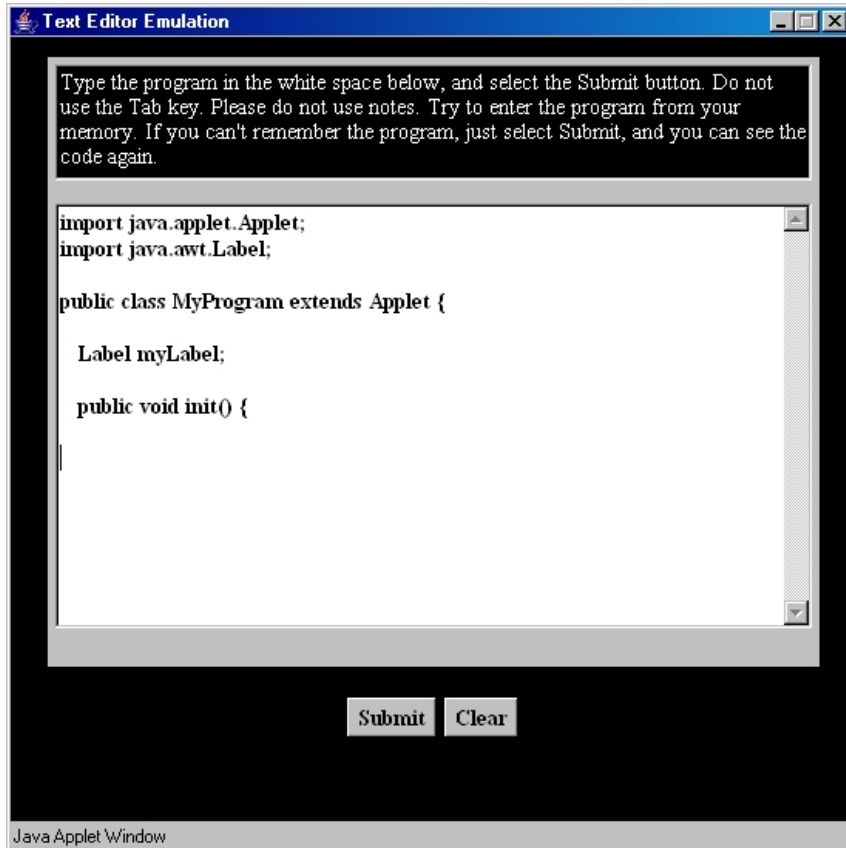 Text Editor Emulation
Type the program in the white space below, and select the Submit button. Do not
use the Tab key. Please do not use notes. Try to enter the program from your
memory. If you can't remember the program, just select Submit, and you can see the
code again.
import java.applet.Applet;
import java.awt.Label;
public class MyProgram extends Applet {
Label myLabel;
public void init() {
Submit Clear
Java Applet Window